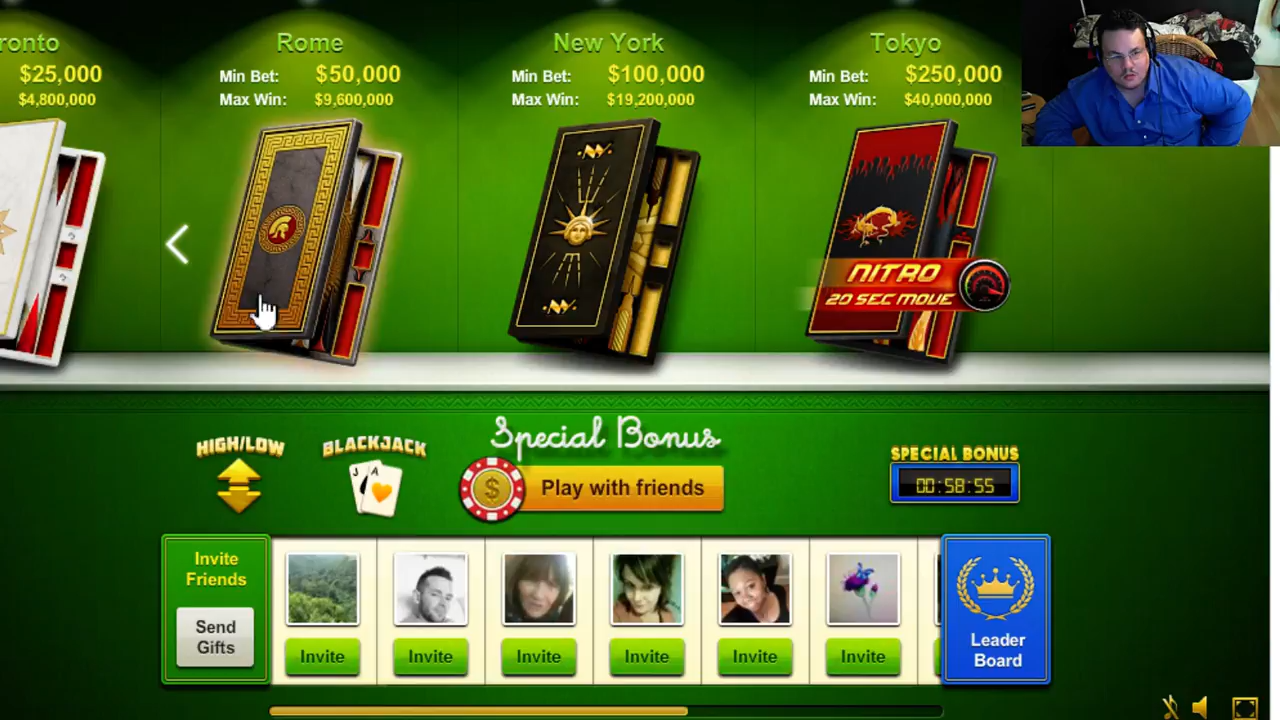 ronto
$25,000
$4,800,000
Rome
Min Bet: $50,000
Max Win: $9,600,000
New York
Min Bet: $100,000
Max Win: $19,200,000
Tokyo
Min Bet: $250,000
Max Win: $40,000,000
NY
NY
NITRO
20 SEC MOVE
HIGH/LOW
BLACKJACK
J A
Special Bonus
$
Play with friends
SPECIAL BONUS
00:58:55
Invite
Friends
Send
Gifts
Invite
Invite
Invite
Invite
Invite
Invite
Leader
Board